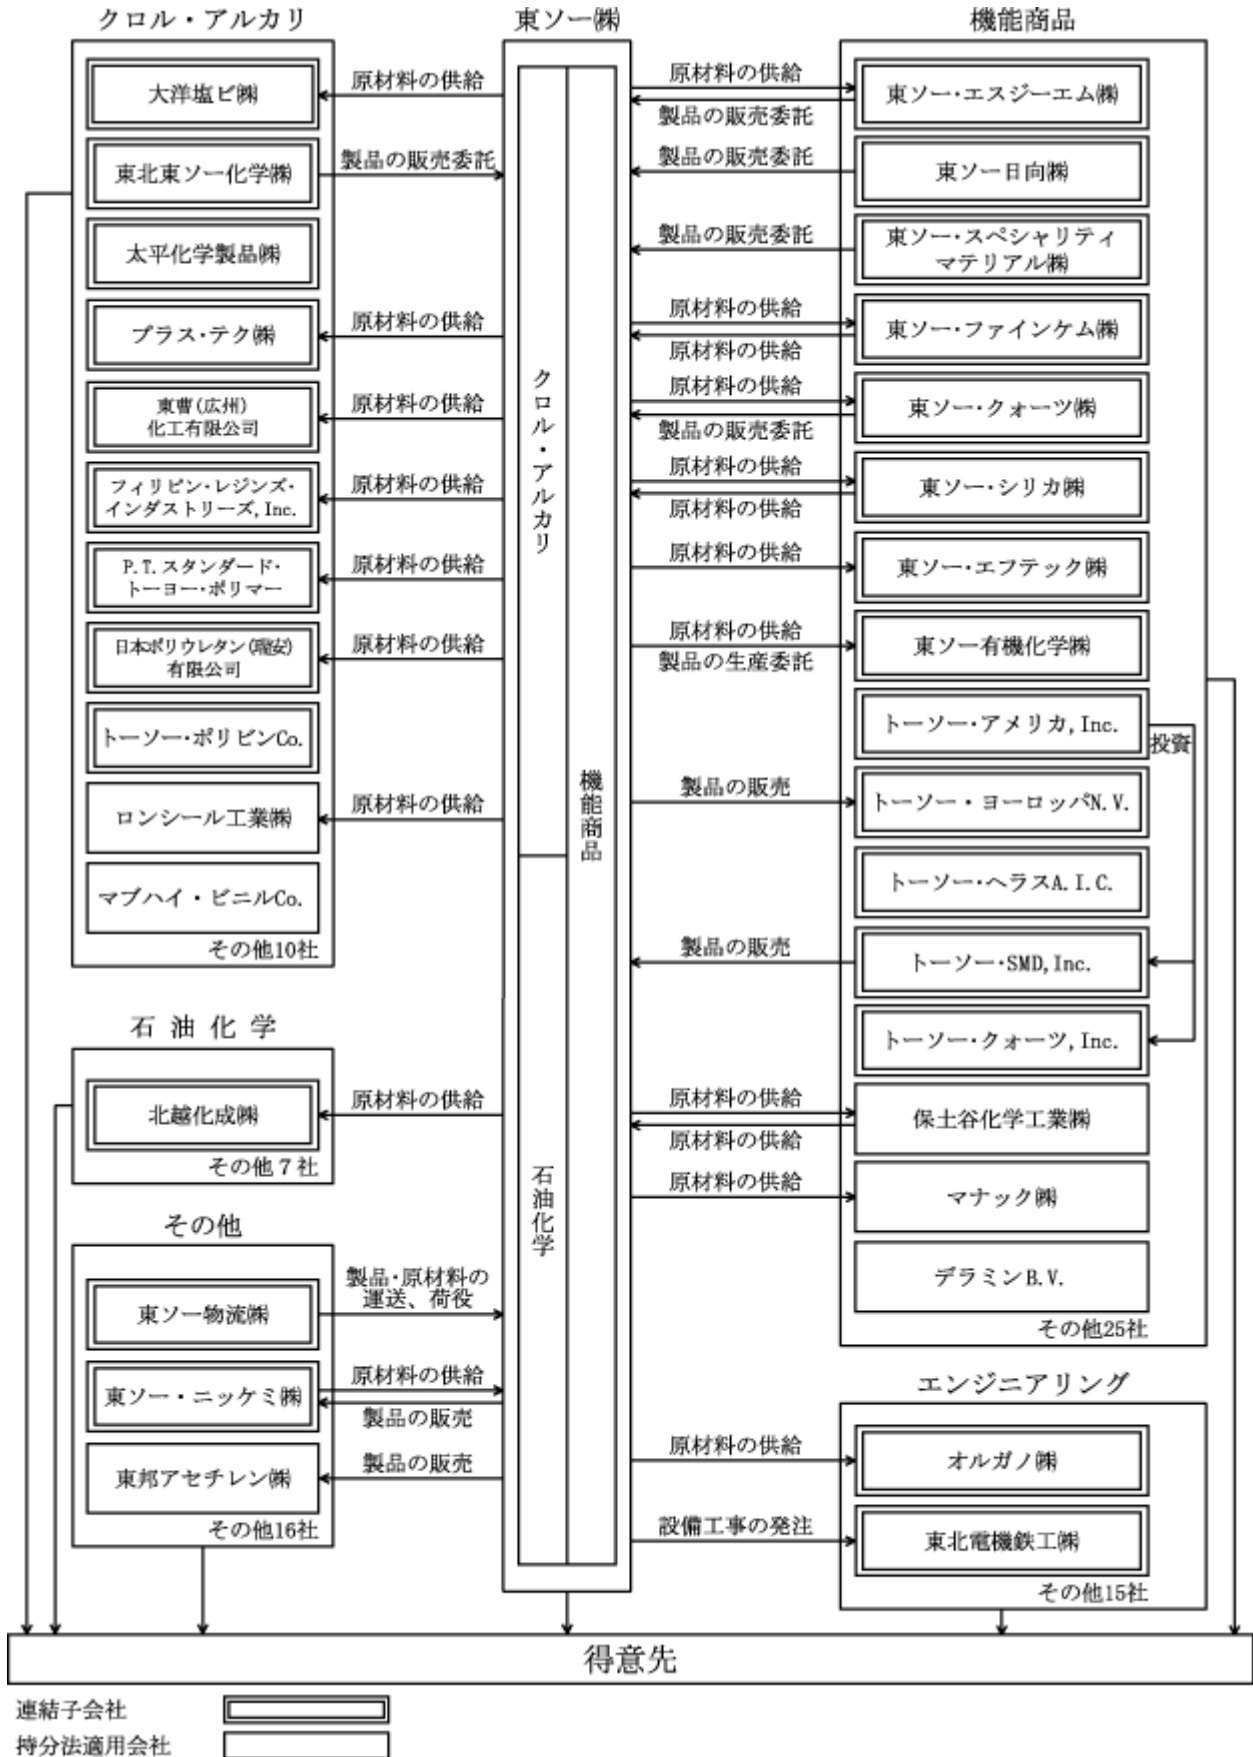 クロル・アルカリ
大洋塩ビ㈱
東北東ソー化学㈱
太平化学製品㈱
プラス・テク㈱
東曹(広州)
化工有限公司
フィリピン・レジンズ・
インダストリーズ,Inc.
P.T.スタンダード・
トーヨー・ポリマー
日本ポリウレタン(瑞安)
有限公司
トーソー・ポリビンCo.
ロンシール工業㈱
マブハイ・ビニルCo.
その他10社
原材料の供給
製品の販売委託
原材料の供給
原材料の供給
原材料の供給
原材料の供給
原材料の供給
原材料の供給
石油化学
北越化成㈱
その他7社
原材料の供給
その他
東ソー物流㈱
東ソー・ニッケミ㈱
東邦アセチレン㈱
その他16社
製品・原材料の
運送、荷役
原材料の供給
製品の販売
製品の販売
東ソー㈱
クロル・アルカリ
機能商品
石油化学
機能商品
原材料の供給
製品の販売委託
製品の販売委託
製品の販売委託
原材料の供給
原材料の供給
原材料の供給
製品の販売委託
原材料の供給
原材料の供給
原材料の供給
原材料の供給
製品の生産委託
製品の販売
製品の販売
原材料の供給
原材料の供給
原材料の供給
東ソー・エスジーエム㈱
東ソー日向㈱
東ソー・スペシャリティ
マテリアル㈱
東ソー・ファインケム㈱
東ソー・クォーツ㈱
東ソー・シリカ㈱
東ソー・エフテック㈱
東ソー有機化学㈱
トーソー・アメリカ,Inc.
投資
トーソー・ヨーロッパN.V.
トーソー・ヘラスA.I.C.
トーソー・SMD,Inc.
トーソー・クォーツ,Inc.
保土谷化学工業㈱
マナック㈱
デラミンB.V.
その他25社
エンジニアリング
原材料の供給
設備工事の発注
オルガノ㈱
東北電機鉄工㈱
その他15社
得意先
連結子会社
持分法適用会社